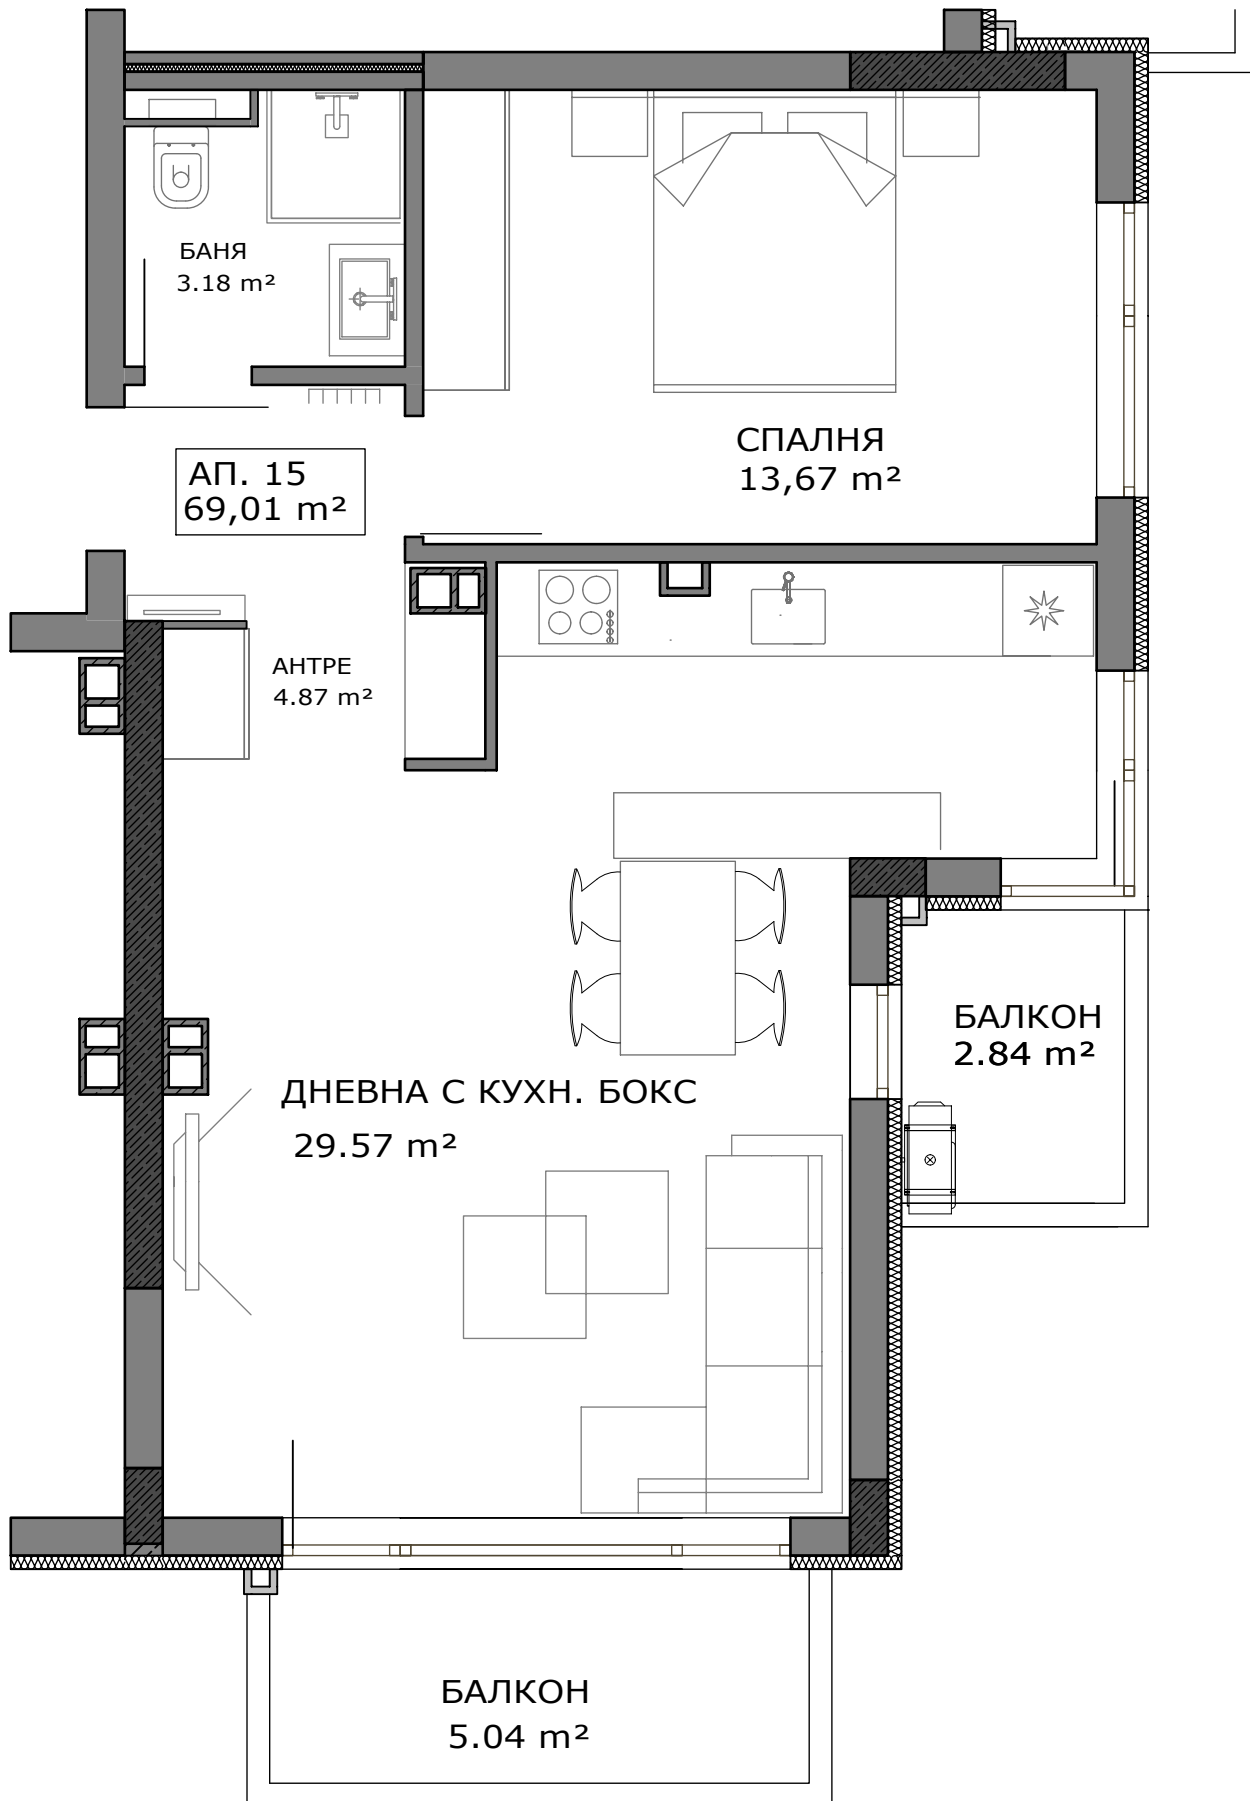 БАНЯ
3.18 m²
СПАЛНЯ
13,67 m²
АП. 15
69,01 m²
АНТРЕ
4.87 m²
БАЛКОН
2.84 m²
ДНЕВНА С КУХН. БОКС
29.57 m²
БАЛКОН
5.04 m²